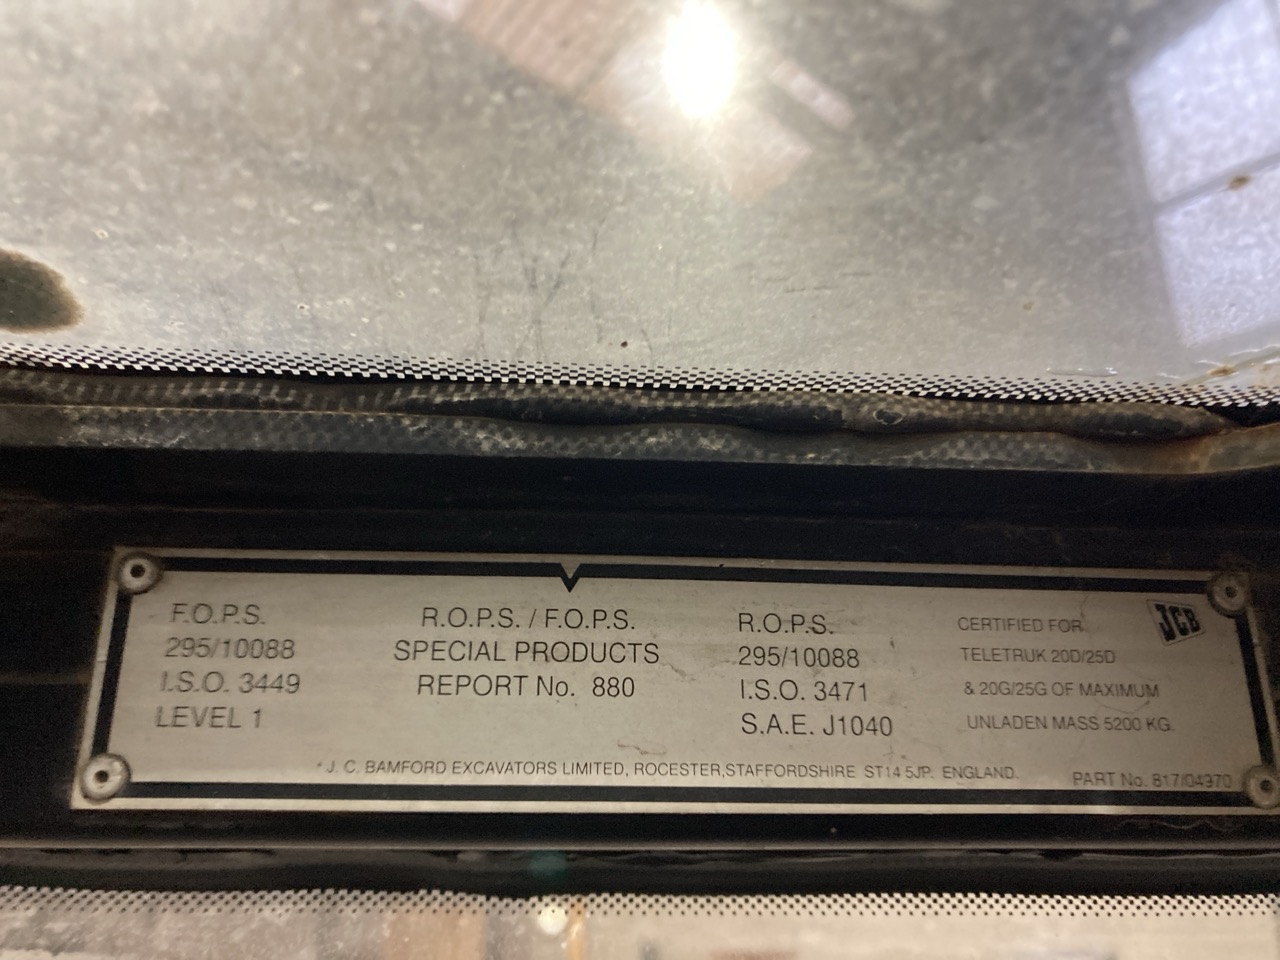 F.O.P.S.
295/10088
I.S.O. 3449
LEVEL 1
R.O.P.S. / F.O.P.S.
SPECIAL PRODUCTS
REPORT No. 880
R.O.P.S.
295/10088
I.S.O. 3471
S.A.E. J1040
JCB
CERTIFIED FOR
TELETRUK 20D/25D
& 20G/25G OF MAXIMUM
UNLADEN MASS 5200 KG.
J. C. BAMFORD EXCAVATORS LIMITED, ROCESTER,STAFFORDSHIRE ST14 5JP. ENGLAND.
PART No. 817/04970